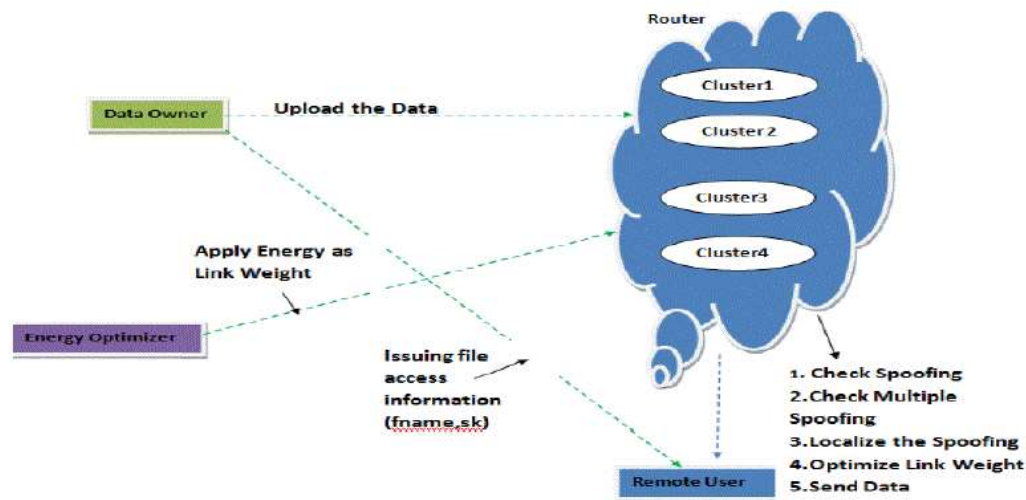 Router
Cluster1
Data Owner
Upload the Data
Cluster 2
Cluster3
Apply Energy as
Link Weight
Cluster4
Energy Optimizer
Issuing file
access
information
(fname,sk)
1. Check Spoofing
2.Check Multiple
Spoofing
3.Localize the Spoofing
4.Optimize Link Weight
5.Send Data
Remote User